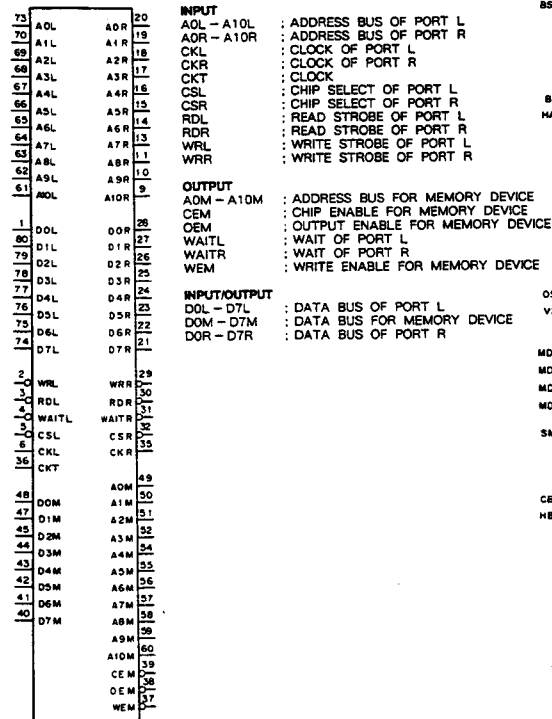 73 A0L A0R 20
70 A1L A1R 19
69 A2L A2R 18
68 A3L A3R 17
67 A4L A4R 16
66 A5L A5R 15
65 A6L A6R 14
64 A7L A7R 13
63 A8L A8R 11
62 A9L A9R 10
61 A10L A10R 9
1 D0L D0R 28
80 D1L D1R 27
79 D2L D2R 26
78 D3L D3R 25
77 D4L D4R 24
76 D5L D5R 23
75 D6L D6R 22
74 D7L D7R 21
2 WRL WRR 29
3 RDL RDR 30
4 WAITL WAITR 31
5 CSL CSR 32
6 CKL CKR 35
36 CKT
A0M 49
48 D0M A1M 50
47 D1M A2M 51
45 D2M A3M 52
44 D3M A4M 54
43 D4M A5M 55
42 D5M A6M 56
41 D6M A7M 57
40 D7M A8M 58
A9M 59
A10M 60
CEM 39
OEM 38
WEM 37
INPUT
A0L – A10L : ADDRESS BUS OF PORT L
A0R – A10R : ADDRESS BUS OF PORT R
CKL : CLOCK OF PORT L
CKR : CLOCK OF PORT R
CKT : CLOCK
CSL : CHIP SELECT OF PORT L
CSR : CHIP SELECT OF PORT R
RDL : READ STROBE OF PORT L
RDR : READ STROBE OF PORT R
WRL : WRITE STROBE OF PORT L
WRR : WRITE STROBE OF PORT R
OUTPUT
A0M – A10M : ADDRESS BUS FOR MEMORY DEVICE
CEM : CHIP ENABLE FOR MEMORY DEVICE
OEM : OUTPUT ENABLE FOR MEMORY DEVICE
WAITL : WAIT OF PORT L
WAITR : WAIT OF PORT R
WEM : WRITE ENABLE FOR MEMORY DEVICE
INPUT/OUTPUT
D0L – D7L : DATA BUS OF PORT L
D0M – D7M : DATA BUS FOR MEMORY DEVICE
D0R – D7R : DATA BUS OF PORT R
BS
HA
MD
MD
MD
MD
SM
CE
HE